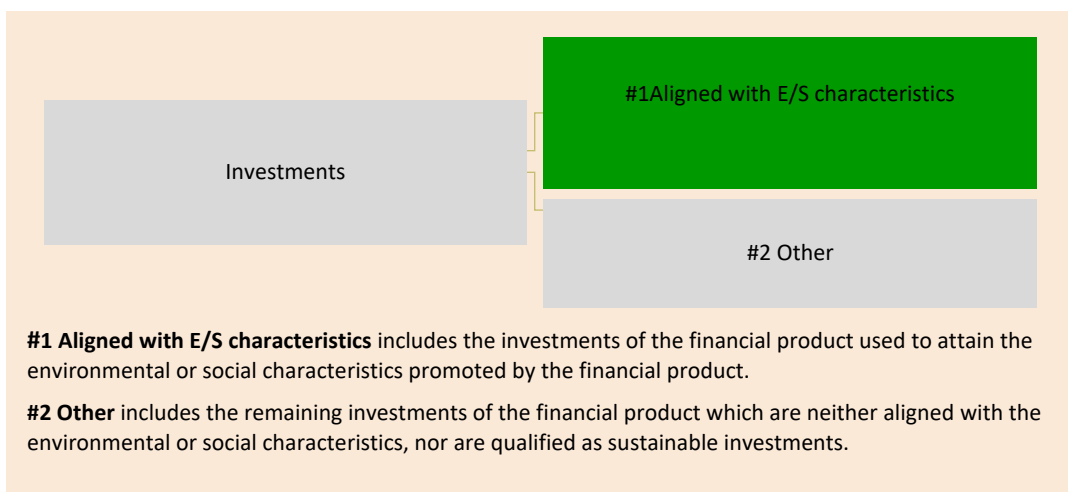 #1Aligned with E/S characteristics
Investments
#2 Other
#1 Aligned with E/S characteristics includes the investments of the financial product used to attain the
environmental or social characteristics promoted by the financial product.
#2 Other includes the remaining investments of the financial product which are neither aligned with the
environmental or social characteristics, nor are qualified as sustainable investments.